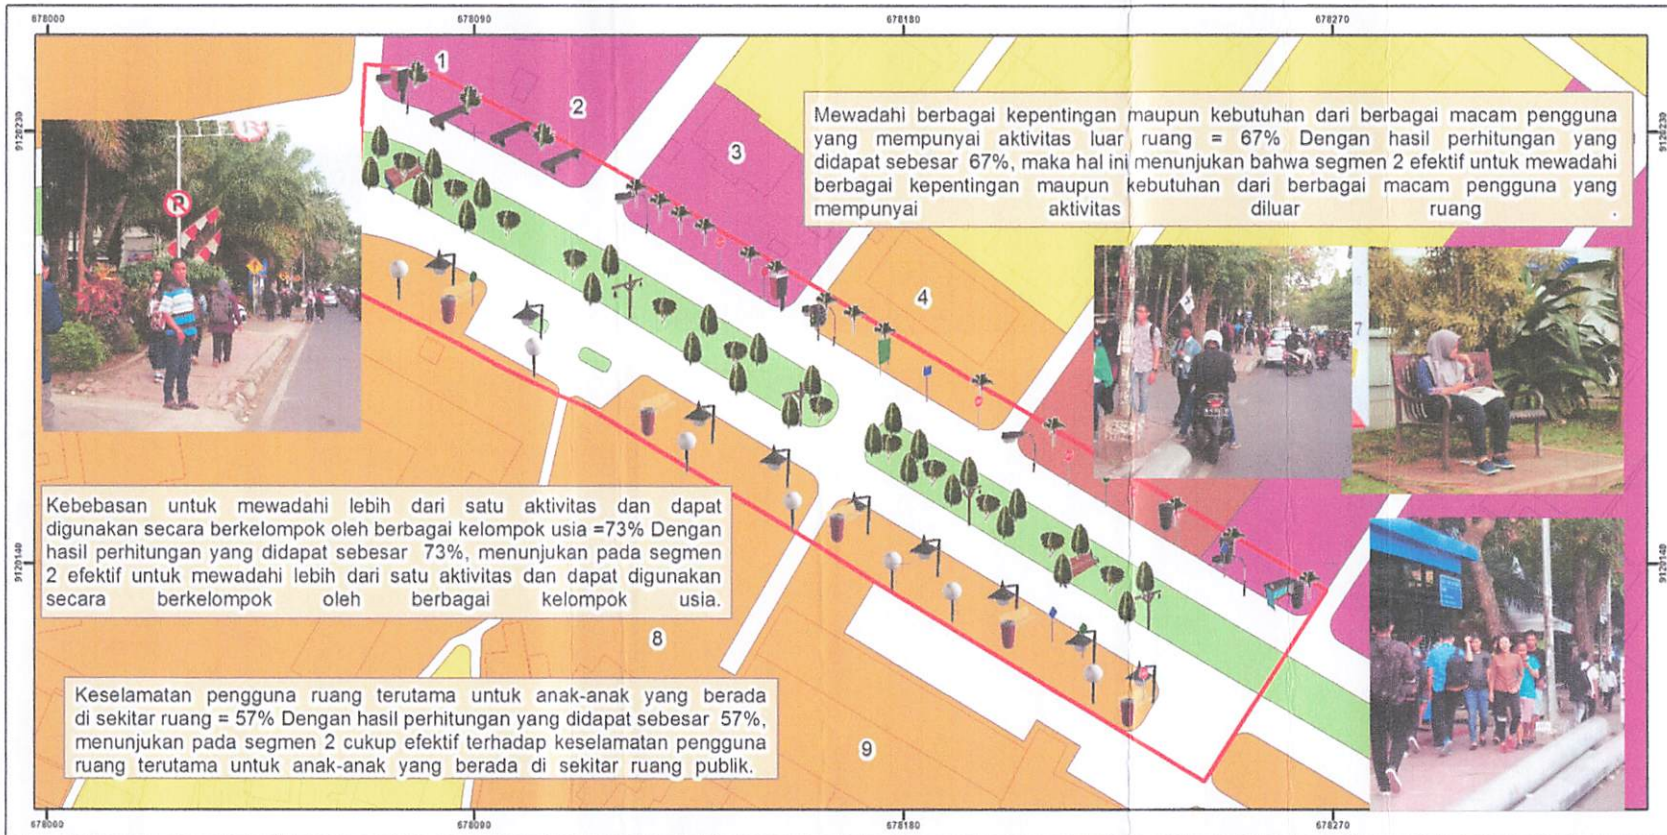 678000 678090 678180 678270
9120230
9120230
1
2
3
Mewadahi berbagai kepentingan maupun kebutuhan dari berbagai macam pengguna
yang mempunyai aktivitas luar ruang = 67% Dengan hasil perhitungan yang
didapat sebesar 67%, maka hal ini menunjukan bahwa segmen 2 efektif untuk mewadahi
berbagai kepentingan maupun kebutuhan dari berbagai macam pengguna yang
mempunyai aktivitas diluar ruang .
4
7
Kebebasan untuk mewadahi lebih dari satu aktivitas dan dapat
digunakan secara berkelompok oleh berbagai kelompok usia =73% Dengan
hasil perhitungan yang didapat sebesar 73%, menunjukan pada segmen
2 efektif untuk mewadahi lebih dari satu aktivitas dan dapat digunakan
secara berkelompok oleh berbagai kelompok usia.
9120140
9120140
8
Keselamatan pengguna ruang terutama untuk anak-anak yang berada
di sekitar ruang = 57% Dengan hasil perhitungan yang didapat sebesar 57%,
menunjukan pada segmen 2 cukup efektif terhadap keselamatan pengguna
ruang terutama untuk anak-anak yang berada di sekitar ruang publik.
9
678000 678090 678180 678270